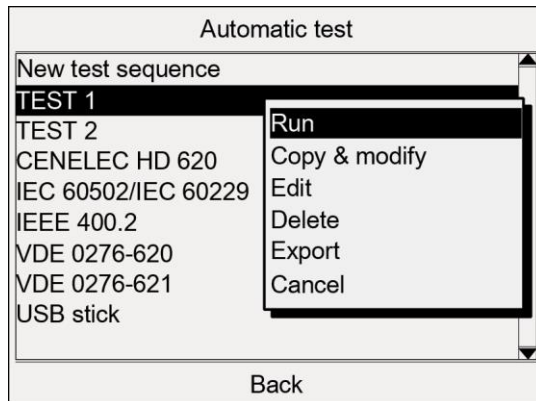 Automatic test
New test sequence
TEST 1
TEST 2
CENELEC HD 620
IEC 60502/IEC 60229
IEEE 400.2
VDE 0276-620
VDE 0276-621
USB stick
Run
Copy & modify
Edit
Delete
Export
Cancel
Back